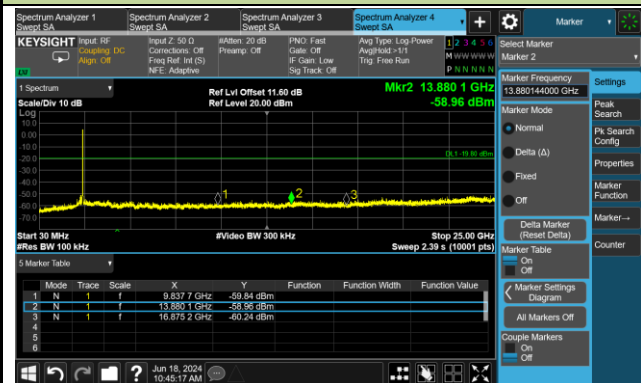 Spectrum Analyzer 1
Swept SA
Spectrum Analyzer 2
Swept SA
Spectrum Analyzer 3
Swept SA
Spectrum Analyzer 4
Swept SA
+
Marker
KEYSIGHT
Input: RF
Coupling: DC
Align: Off
Input Z: 50 Ω
Corrections: Off
Freq Ref: Int (S)
NFE: Adaptive
#Atten: 20 dB
Preamp: Off
PNO: Fast
Gate: Off
IF Gain: Low
Sig Track: Off
Avg Type: Log-Power
Avg|Hold:>1/1
Trig: Free Run
1 2 3 4 5 6
M W W W W W
P N N N N N
Select Marker
Marker 2
LXI
1 Spectrum
Scale/Div 10 dB
Ref Lvl Offset 11.60 dB
Ref Level 20.00 dBm
Mkr2 13.880 1 GHz
-58.96 dBm
Log
10.0
0.00
-10.0
-20.0
-30.0
-40.0
-50.0
-60.0
-70.0
DL1 -19.80 dBm
1
2
3
Start 30 MHz
#Res BW 100 kHz
#Video BW 300 kHz
Stop 25.00 GHz
Sweep 2.39 s (10001 pts)
5 Marker Table
Mode Trace Scale X Y Function Function Width Function Value
1 N 1 f 9.837 7 GHz -59.84 dBm
2 N 1 f 13.880 1 GHz -58.96 dBm
3 N 1 f 16.875 2 GHz -60.24 dBm
4
5
6
Marker Frequency
13.880144000 GHz
Marker Mode
Normal
Delta (Δ)
Fixed
Off
Delta Marker
(Reset Delta)
Marker Table
On
Off
Marker Settings
Diagram
All Markers Off
Couple Markers
On
Off
Settings
Peak
Search
Pk Search
Config
Properties
Marker
Function
Marker→
Counter
?
Jun 18, 2024
10:45:17 AM